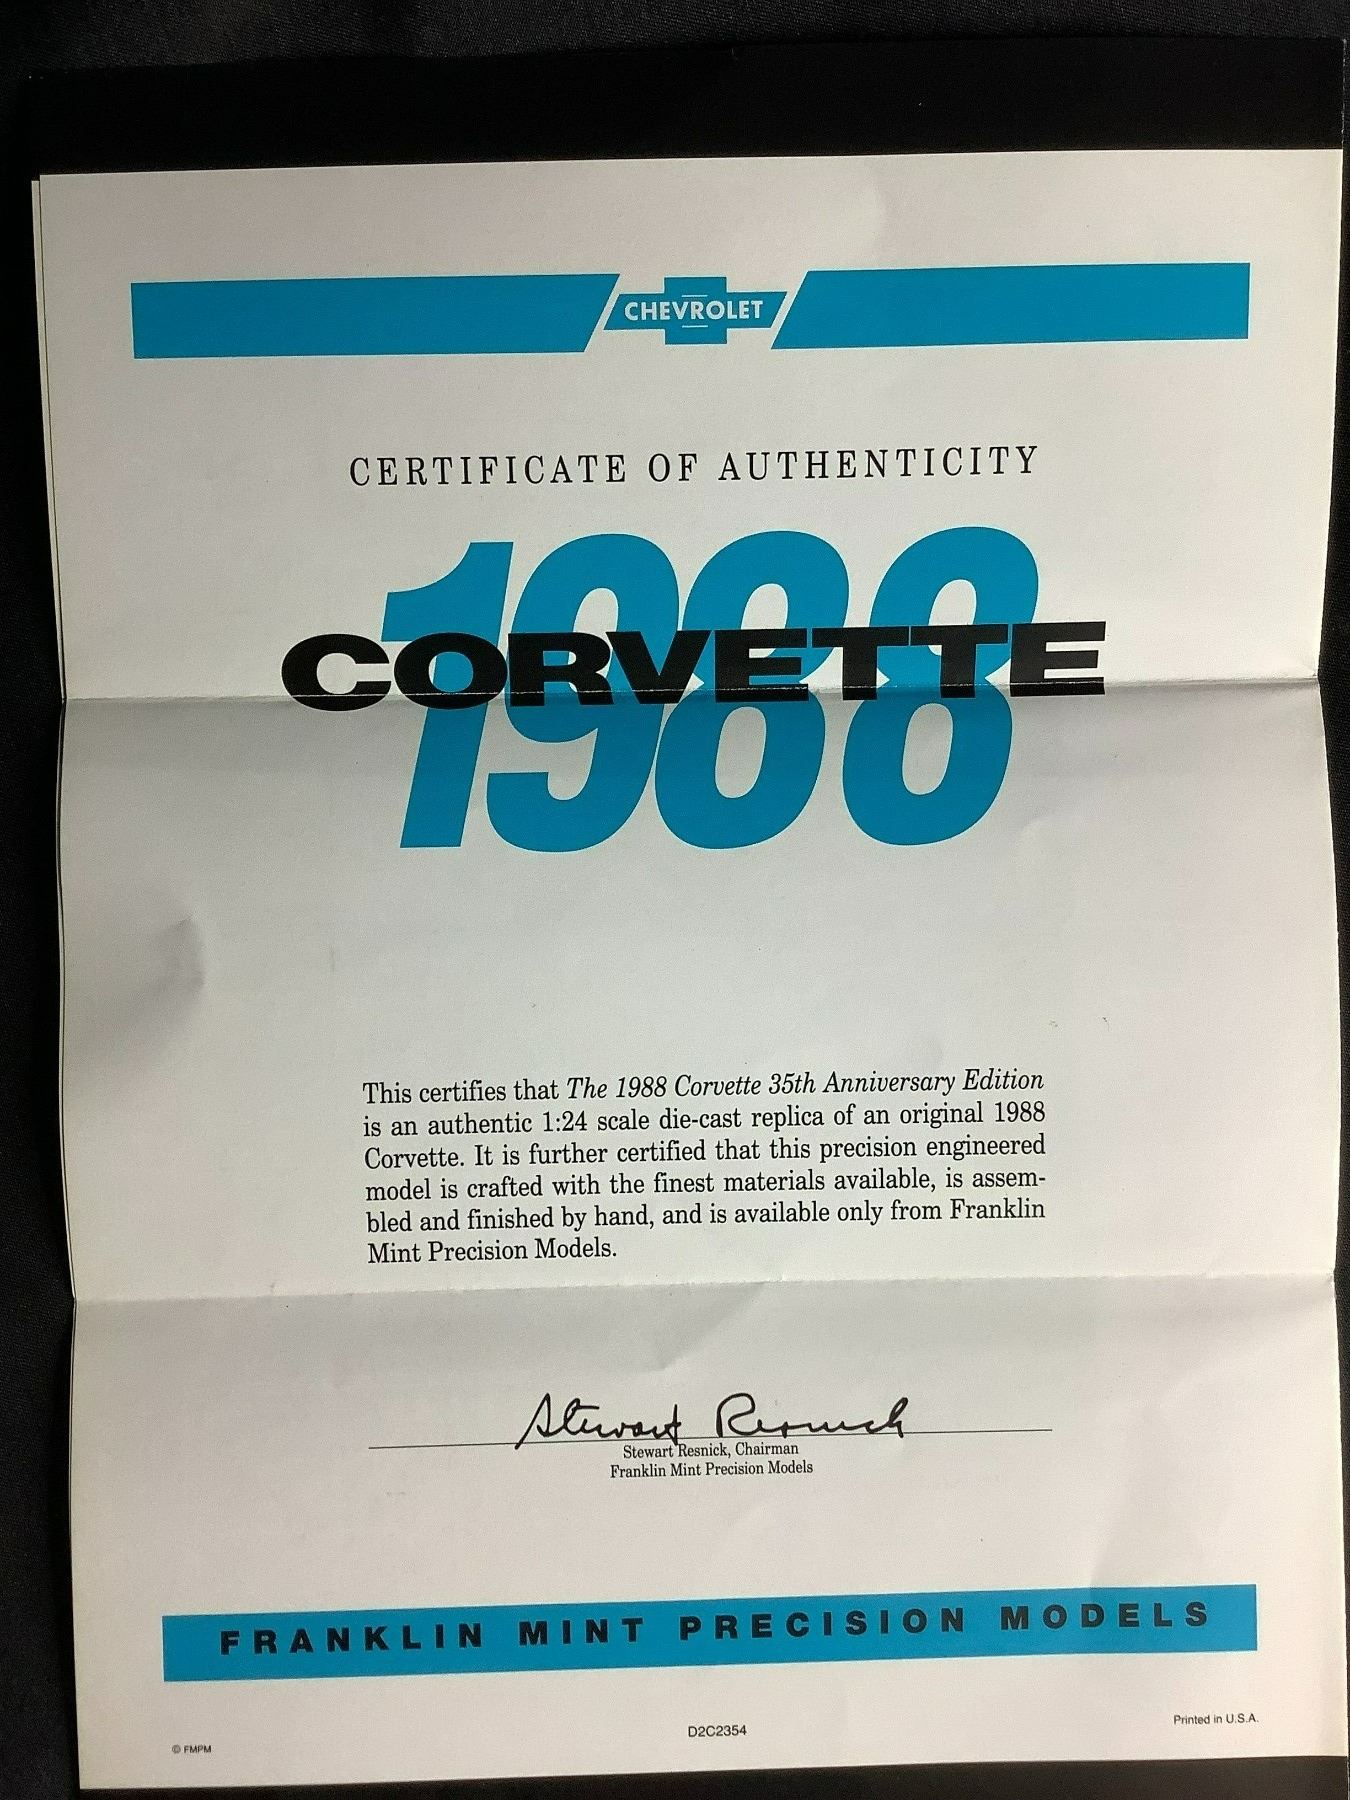 CHEVROLET
CERTIFICATE OF AUTHENTICITY
1988
CORVETTE
This certifies that The 1988 Corvette 35th Anniversary Edition
is an authentic 1:24 scale die-cast replica of an original 1988
Corvette. It is further certified that this precision engineered
model is crafted with the finest materials available, is assem-
bled and finished by hand, and is available only from Franklin
Mint Precision Models.
Stewart Resnick
Stewart Resnick, Chairman
Franklin Mint Precision Models
FRANKLIN MINT PRECISION MODELS
© FMPM
D2C2354
Printed in U.S.A.